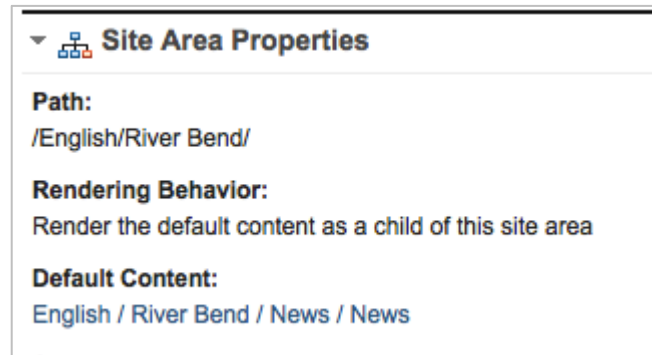 Site Area Properties
Path:
/English/River Bend/
Rendering Behavior:
Render the default content as a child of this site area
Default Content:
English / River Bend / News / News